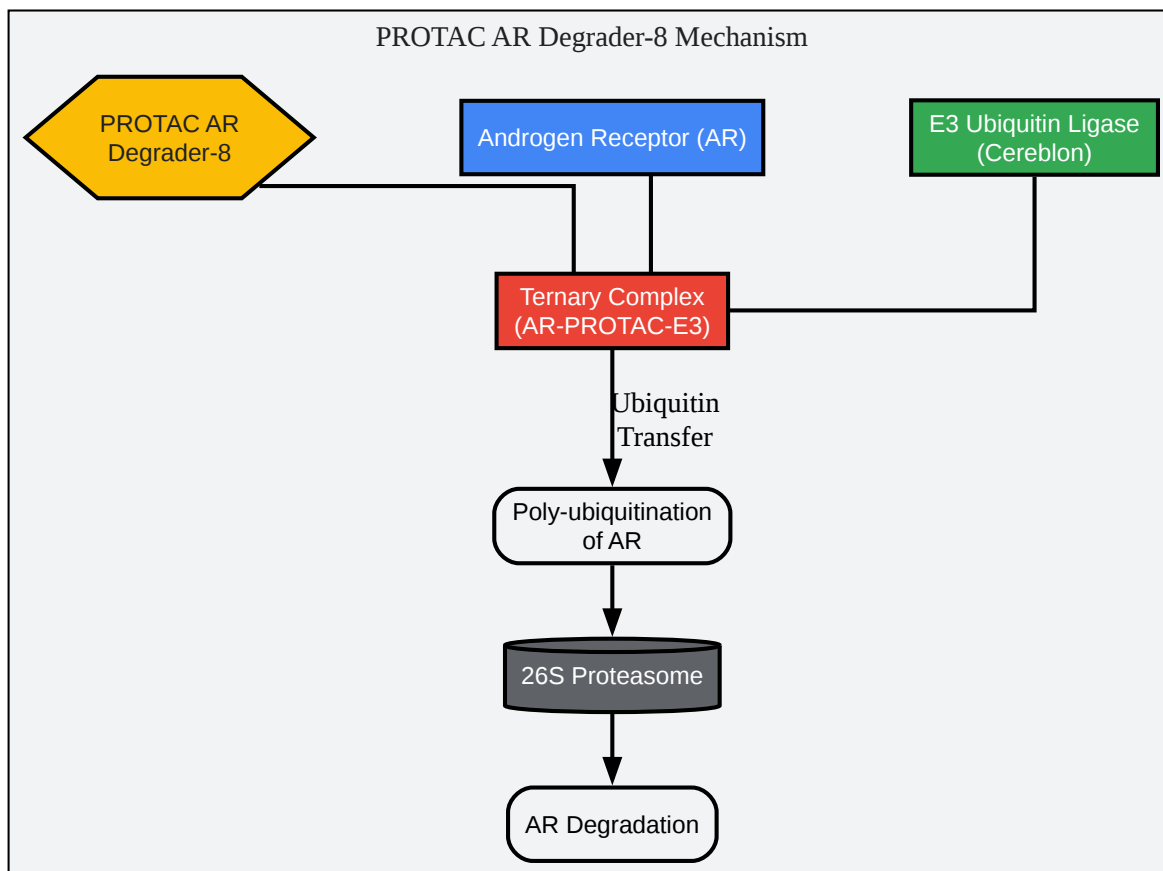 PROTAC AR Degrader-8 Mechanism
PROTAC AR
Degrader-8
Androgen Receptor (AR)
E3 Ubiquitin Ligase
(Cereblon)
Ternary Complex
(AR-PROTAC-E3)
Ubiquitin
Transfer
Poly-ubiquitination
of AR
26S Proteasome
AR Degradation